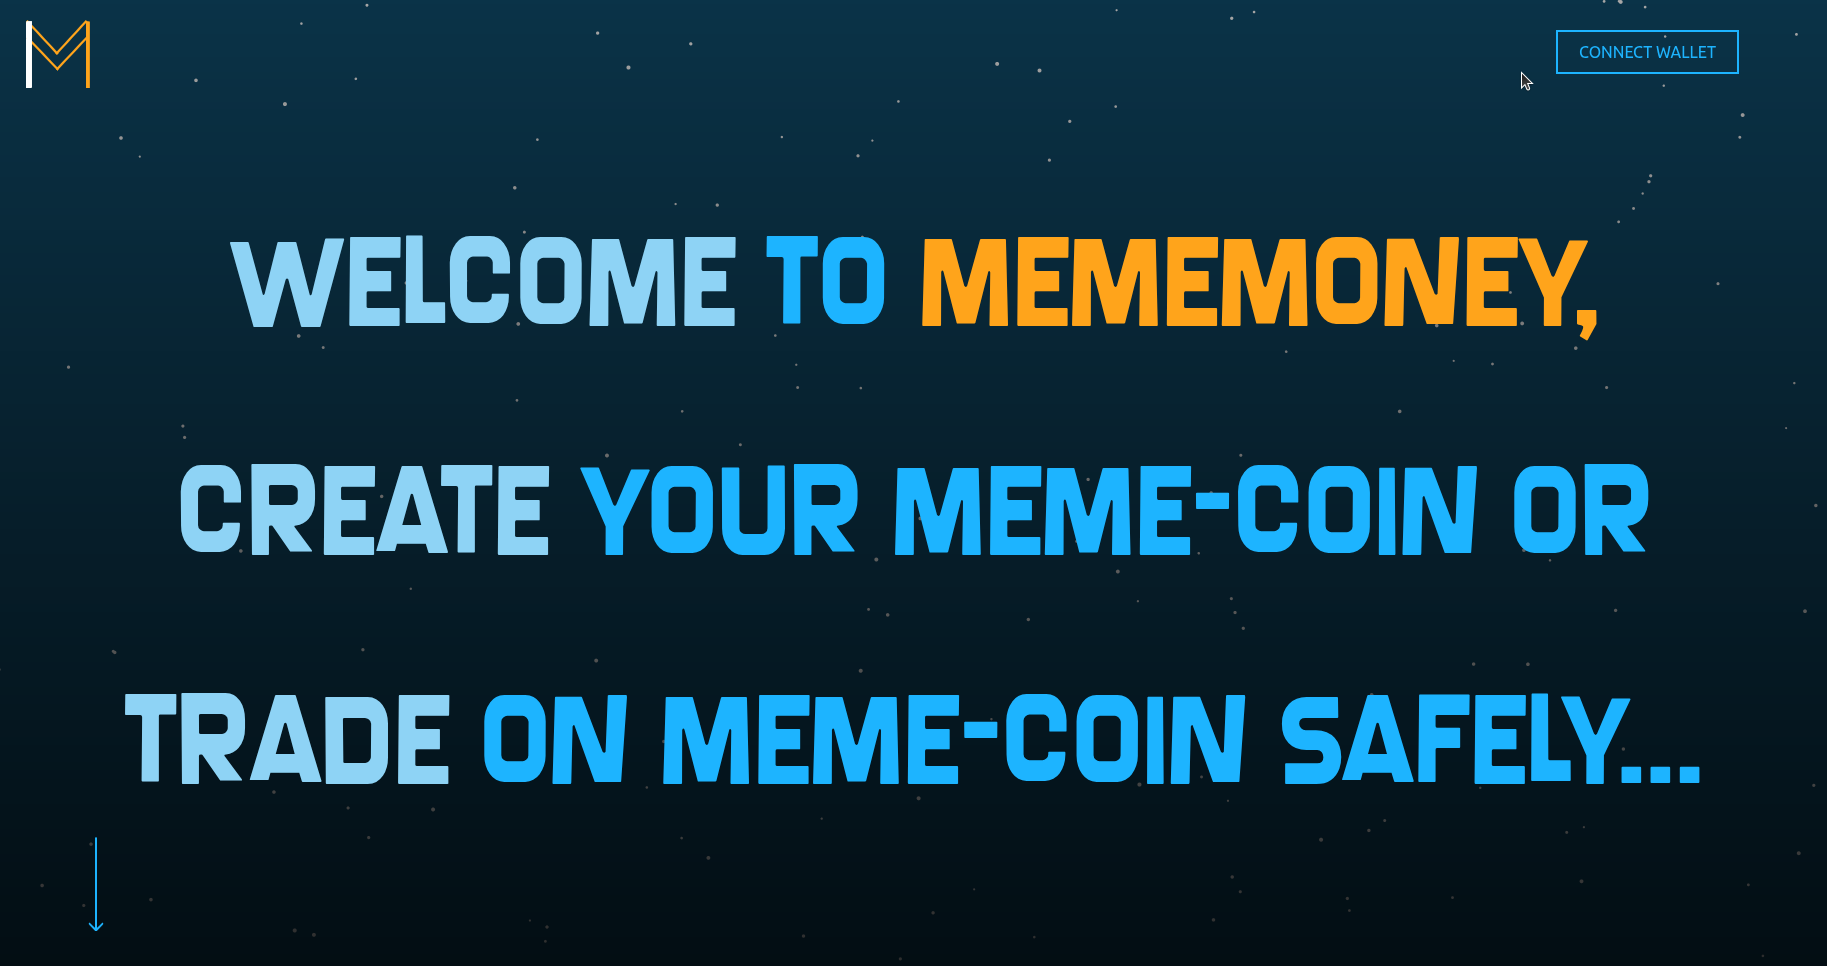 CONNECT WALLET
WELCOME TO MEMEMONEY,
CREATE YOUR MEME-COIN OR
TRADE ON MEME-COIN SAFELY...